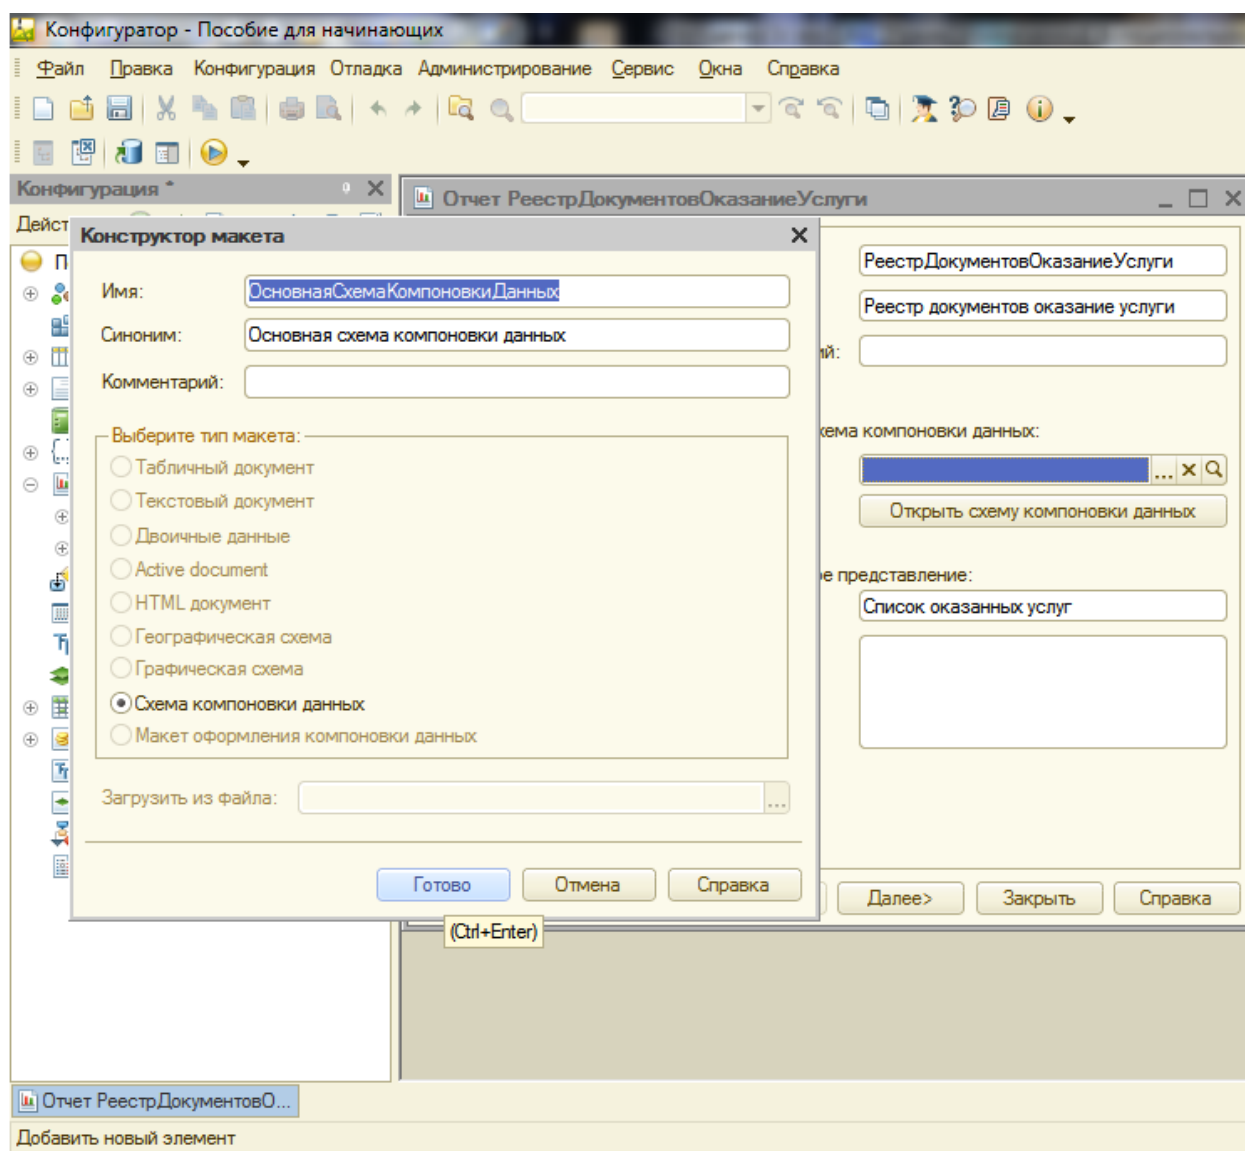 Конфигуратор - Пособие для начинающих
Файл Правка Конфигурация Отладка Администрирование Сервис Окна Справка
Конфигурация *
Отчет РеестрДокументовОказаниеУслуги
Конструктор макета
Имя: ОсновнаяСхемаКомпоновкиДанных
РеестрДокументовОказаниеУслуги
Синоним: Основная схема компоновки данных
Реестр документов оказание услуги
Комментарий:
Выберите тип макета:
компоновки данных:
Табличный документ
Текстовый документ
Открыть схему компоновки данных
Двоичные данные
Active document
представление:
HTML документ
Список оказанных услуг
Географическая схема
Графическая схема
Схема компоновки данных
Макет оформления компоновки данных
Загрузить из файла: ...
Готово Отмена Справка
Далее> Закрыть Справка
(Ctrl+Enter)
Отчет РеестрДокументовО...
Добавить новый элемент